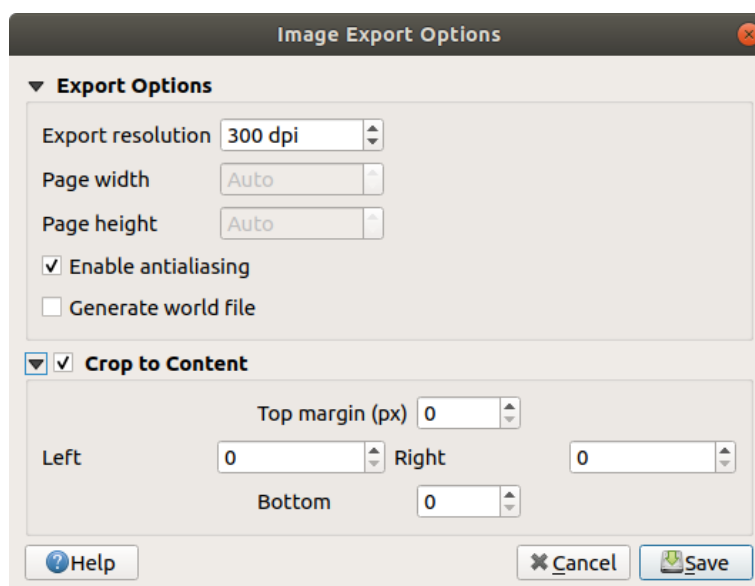 Image Export Options
Export Options
Export resolution 300 dpi
Page width Auto
Page height Auto
Enable antialiasing
Generate world file
Crop to Content
Top margin (px) 0
Left 0 Right 0
Bottom 0
Help Cancel Save